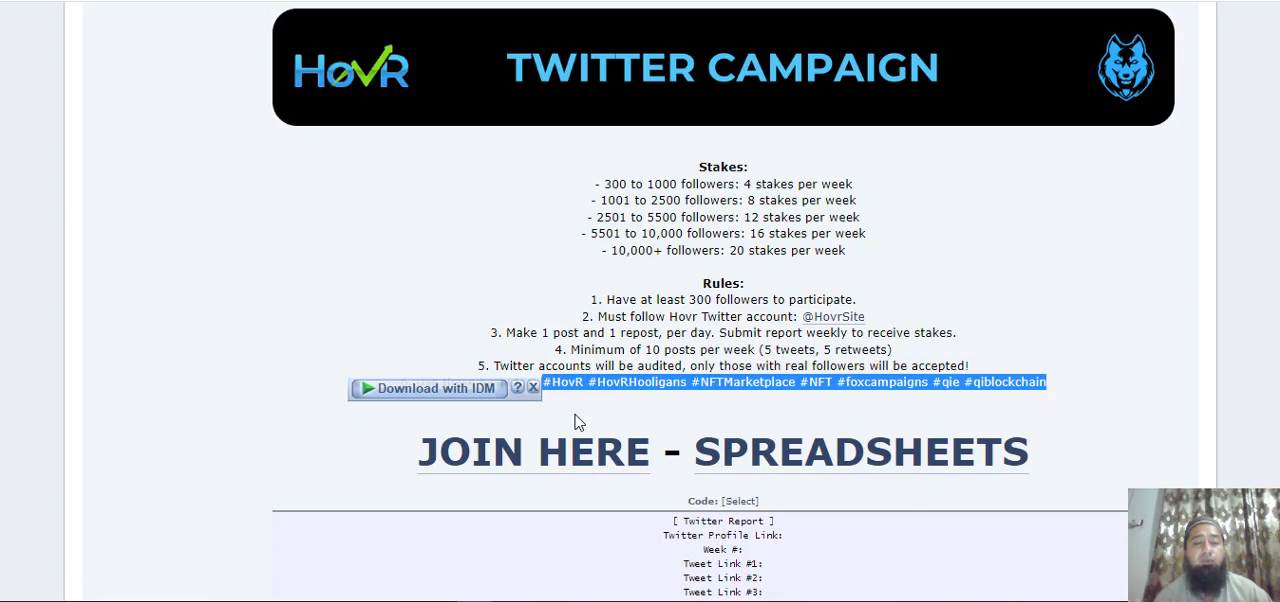 HovR
TWITTER CAMPAIGN
Stakes:
- 300 to 1000 followers: 4 stakes per week
- 1001 to 2500 followers: 8 stakes per week
- 2501 to 5500 followers: 12 stakes per week
- 5501 to 10,000 followers: 16 stakes per week
- 10,000+ followers: 20 stakes per week
Rules:
1. Have at least 300 followers to participate.
2. Must follow Hovr Twitter account: @HovrSite
3. Make 1 post and 1 repost, per day. Submit report weekly to receive stakes.
4. Minimum of 10 posts per week (5 tweets, 5 retweets)
5. Twitter accounts will be audited, only those with real followers will be accepted!
Download with IDM ? X #HovR #HovRHooligans #NFTMarketplace #NFT #foxcampaigns #qie #qiblockchain
JOIN HERE - SPREADSHEETS
Code: [Select]
[ Twitter Report ]
Twitter Profile Link:
Week #:
Tweet Link #1:
Tweet Link #2:
Tweet Link #3: